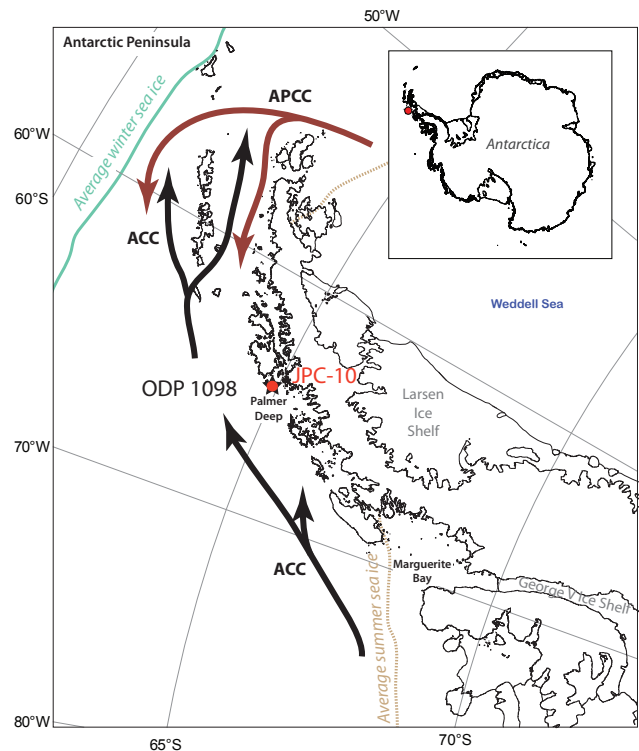 50°W
Antarctic Peninsula
Average winter sea ice
APCC
Antarctica
60°W
60°S
ACC
Weddell Sea
JPC-10
ODP 1098
Palmer
Deep
Larsen
Ice
Shelf
70°W
ACC
Marguerite
Bay
George V Ice Shelf
Average summer sea ice
80°W
65°S
70°S